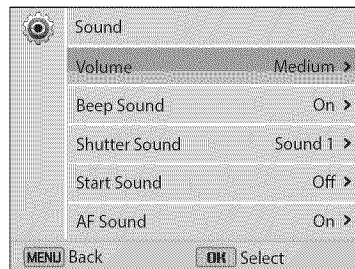 Sound
Volume Medium >
Beep Sound On >
Shutter Sound Sound 1 >
Start Sound Off >
AF Sound On >
MENU Back OK Select